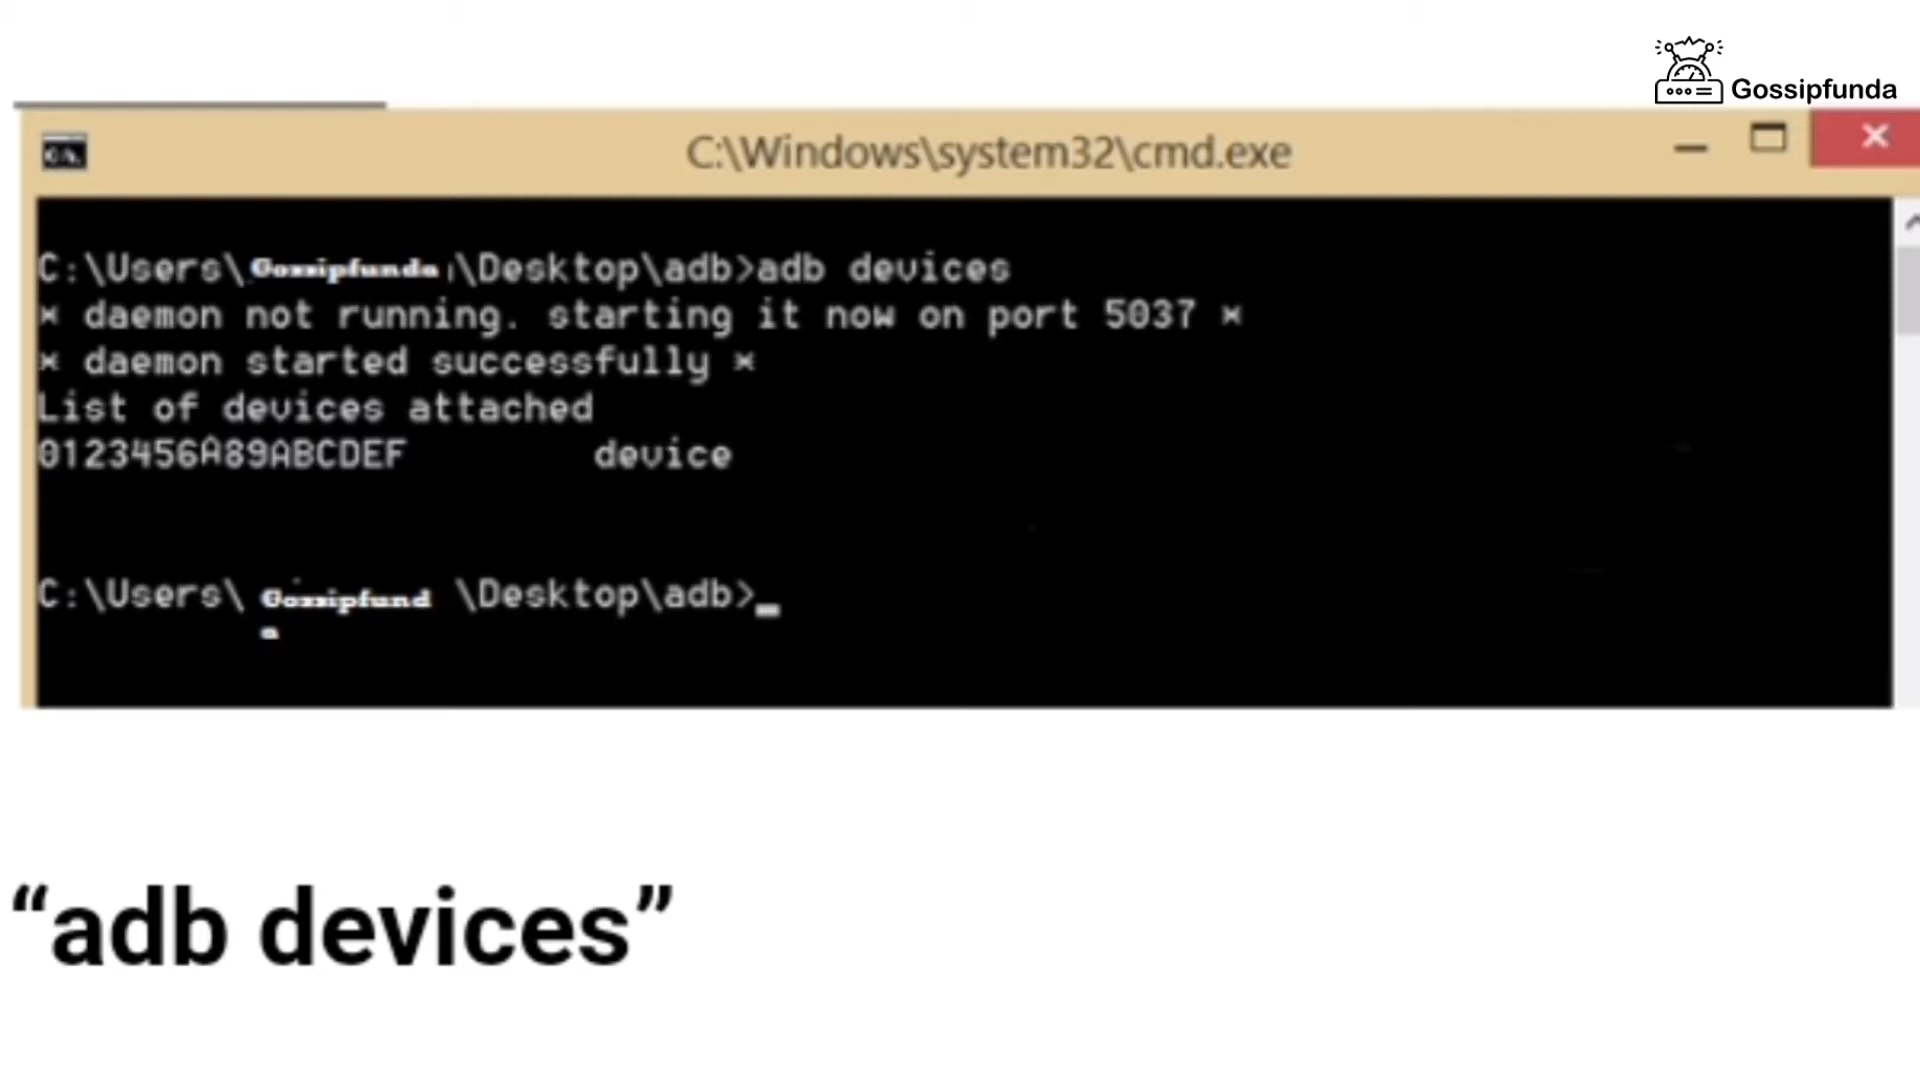 Gossipfunda
C:\Windows\system32\cmd.exe
C:\Users\Gossipfunda\Desktop\adb>adb devices
* daemon not running. starting it now on port 5037 *
* daemon started successfully *
List of devices attached
0123456A89ABCDEF device
C:\Users\ Gossipfund \Desktop\adb>
a
“adb devices”